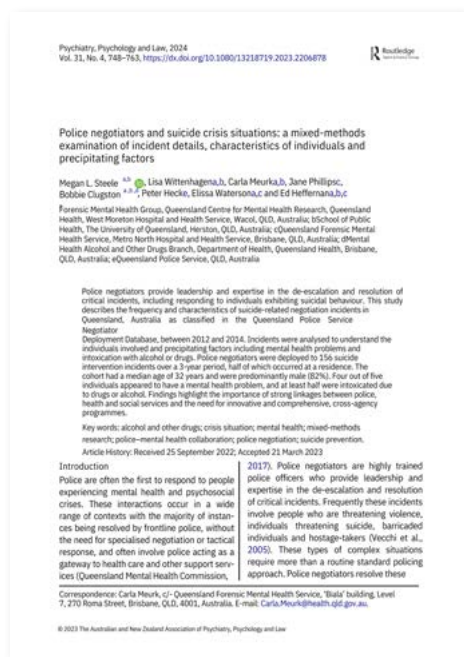 Psychiatry, Psychology and Law, 2024
Vol. 31, No. 4, 748–763, https://dx.doi.org/10.1080/13218719.2023.2206878
Routledge
Police negotiators and suicide crisis situations: a mixed-methods
examination of incident details, characteristics of individuals and
precipitating factors
Megan L. Steele a,b, Lisa Wittenhagena,b, Carla Meurka,b, Jane Phillipsc,
Bobbie Clugston, Peter Hecke, Elissa Watersona,c and Ed Heffernana,b,c
Forensic Mental Health Group, Queensland Centre for Mental Health Research, Queensland
Health, West Moreton Hospital and Health Service, Wacol, QLD, Australia; bSchool of Public
Health, The University of Queensland, Herston, QLD, Australia; cQueensland Forensic Mental
Health Service, Metro North Hospital and Health Service, Brisbane, QLD, Australia; dMental
Health Alcohol and Other Drugs Branch, Department of Health, Queensland Health, Brisbane,
QLD, Australia; eQueensland Police Service, QLD, Australia
Police negotiators provide leadership and expertise in the de-escalation and resolution of
critical incidents, including responding to individuals exhibiting suicidal behaviour. This study
describes the frequency and characteristics of suicide-related negotiation incidents in
Queensland, Australia as classified in the Queensland Police Service
Negotiator
Deployment Database, between 2012 and 2014. Incidents were analysed to understand the
individuals involved and precipitating factors including mental health problems and
intoxication with alcohol or drugs. Police negotiators were deployed to 156 suicide
intervention incidents over a 3-year period, half of which occurred at a residence. The
cohort had a median age of 32 years and were predominantly male (82%). Four out of five
individuals appeared to have a mental health problem, and at least half were intoxicated due
to drugs or alcohol. Findings highlight the importance of strong linkages between police,
health and social services and the need for innovative and comprehensive, cross-agency
programmes.
Key words: alcohol and other drugs; crisis situation; mental health; mixed-methods
research; police–mental health collaboration; police negotiation; suicide prevention.
Article History: Received 25 September 2022; Accepted 21 March 2023
Introduction
Police are often the first to respond to people
experiencing mental health and psychosocial
crises. These interactions occur in a wide
range of contexts with the majority of instan-
ces being resolved by frontline police, without
the need for specialised negotiation or tactical
response, and often involve police acting as a
gateway to health care and other support serv-
ices (Queensland Mental Health Commission,
2017). Police negotiators are highly trained
police officers who provide leadership and
expertise in the de-escalation and resolution
of critical incidents. Frequently these incidents
involve people who are threatening violence,
individuals threatening suicide, barricaded
individuals and hostage-takers (Vecchi et al.,
2005). These types of complex situations
require more than a routine standard policing
approach. Police negotiators resolve these
Correspondence: Carla Meurk, c/- Queensland Forensic Mental Health Service, 'Biala' building, Level
7, 270 Roma Street, Brisbane, QLD, 4001, Australia. E-mail: Carla.Meurk@health.qld.gov.au.
© 2023 The Australian and New Zealand Association of Psychiatry, Psychology and Law